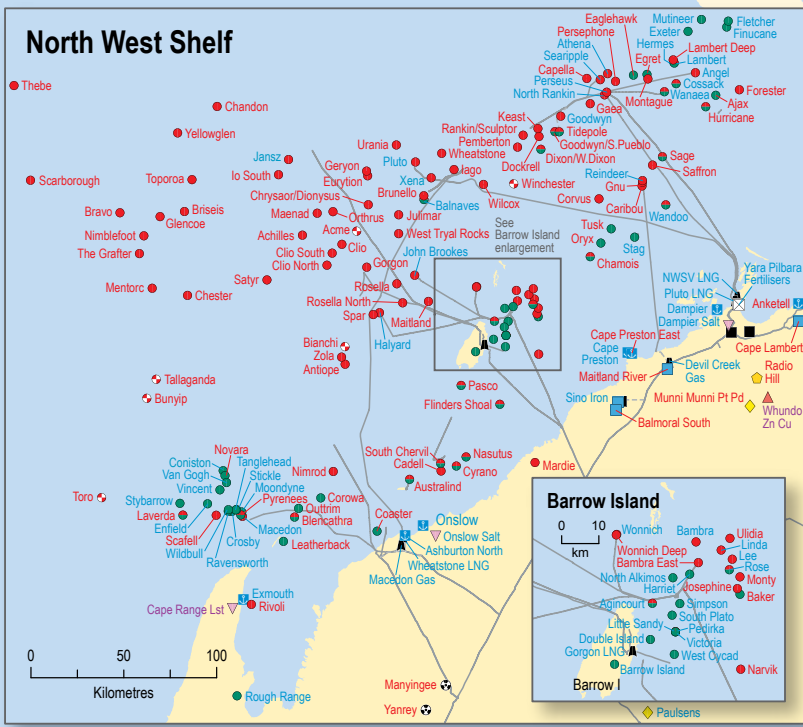 North West Shelf
Thebe
Chandon
Yellowglen
Scarborough
Toporoa
Jansz
Io South
Bravo
Briseis
Glencoe
Nimblefoot
The Grafter
Mentorc
Chester
Satyr
Tallaganda
Bunyip
Urania
Geryon
Eurytion
Pluto
Wheatstone
Xena
Iago
Brunello
Balnaves
Chrysaor/Dionysus
Maenad
Orthrus
Julimar
Wilcox
Winchester
Achilles
Acme
West Tryal Rocks
Clio
Clio South
Clio North
John Brookes
Gorgon
Rosella
Rosella North
Spar
Maitland
Halyard
Bianchi
Zola
Antiope
Eaglehawk
Persephone
Athena
Searipple
Capella
Perseus
North Rankin
Mutineer
Exeter
Hermes
Egret
Fletcher
Finucane
Lambert Deep
Lambert
Angel
Cossack
Wanaea
Forester
Ajax
Hurricane
Montague
Gaea
Goodwyn
Keast
Rankin/Sculptor
Pemberton
Tidepole
Goodwyn/S.Pueblo
Dixon/W.Dixon
Dockrell
Sage
Saffron
Reindeer
Gnu
Corvus
Caribou
Wandoo
Tusk
Oryx
Stag
Chamois
See
Barrow Island
enlargement
NWSV LNG
Pluto LNG
Yara Pilbara
Fertilisers
Dampier
Dampier Salt
Anketell
Cape Preston East
Cape
Preston
Cape Lambert
Devil Creek
Gas
Maitland River
Radio
Hill
Sino Iron
Munni Munni Pt Pd
Whundo
Zn Cu
Balmoral South
Pasco
Flinders Shoal
South Chervil
Cadell
Nasutus
Cyrano
Australind
Mardie
Toro
Novara
Coniston
Van Gogh
Vincent
Tanglehead
Stickle
Moondyne
Nimrod
Stybarrow
Laverda
Enfield
Scafell
Wildbull
Ravensworth
Crosby
Pyrenees
Macedon
Corowa
Outtrim
Blencathra
Leatherback
Coaster
Onslow
Onslow Salt
Ashburton North
Wheatstone LNG
Macedon Gas
Exmouth
Cape Range Lst
Rivoli
0 50 100
Kilometres
Rough Range
Manyingee
Yanrey
Barrow Island
0 10
km
Wonnich
Wonnich Deep
Bambra
Bambra East
Ulidia
Linda
Lee
Rose
North Alkimos
Harriet
Josephine
Monty
Baker
Agincourt
Simpson
South Plato
Little Sandy
Pedirka
Double Island
Victoria
Gorgon LNG
West Cycad
Barrow Island
Narvik
Barrow I
Paulsens